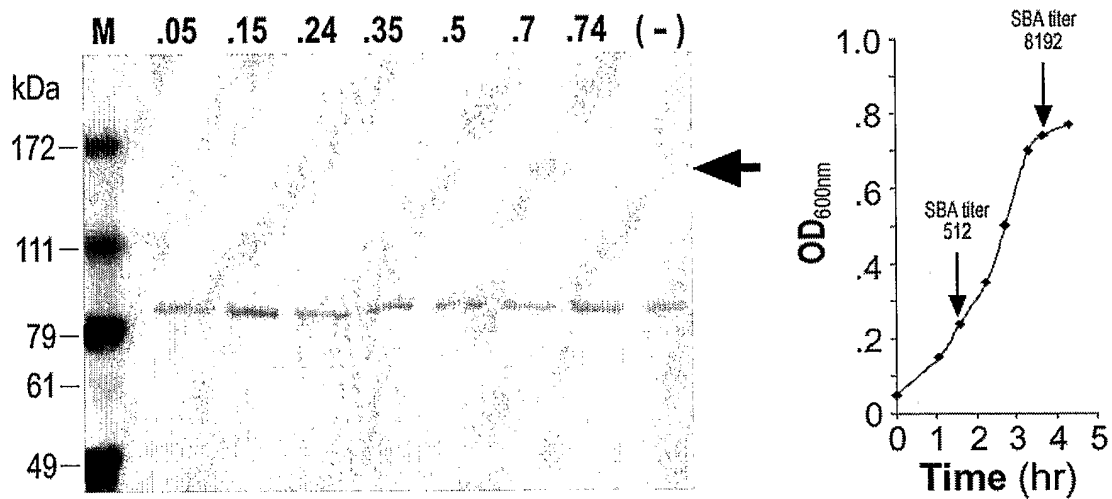 M .05 .15 .24 .35 .5 .7 .74 (-)
kDa
172
111
79
61
49
SBA titer
8192
SBA titer
512
1.0
.8
.6
.4
.2
0
OD600nm
0 1 2 3 4 5
Time (hr)